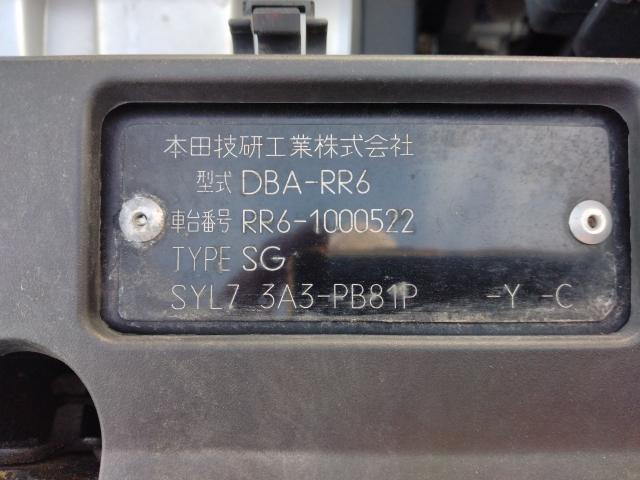 本田技研工業株式会社
型式 DBA-RR6
車台番号 RR6-1000522
TYPE SG
SYL7 3A3-PB81P -Y -C